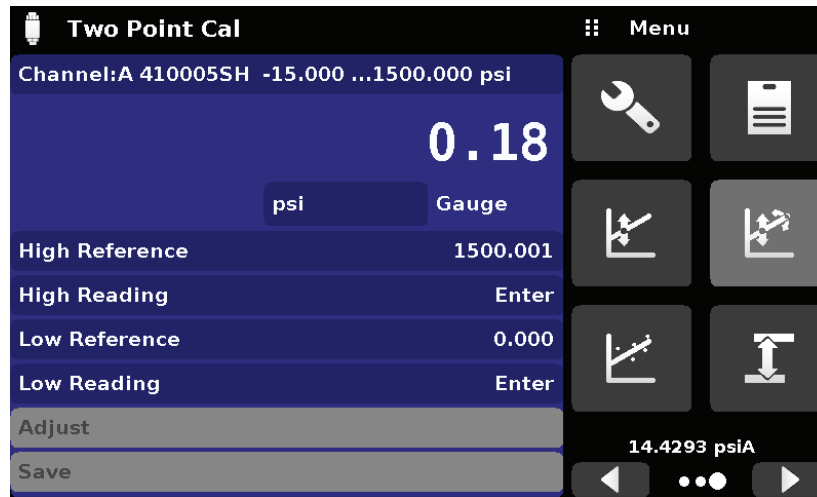 Two Point Cal
Menu
Channel:A 410005SH -15.000 ...1500.000 psi
0.18
psi Gauge
High Reference 1500.001
High Reading Enter
Low Reference 0.000
Low Reading Enter
Adjust
Save
14.4293 psiA